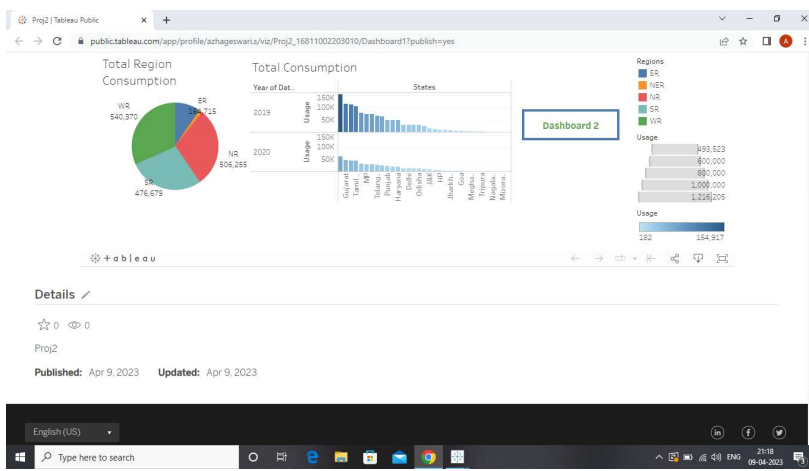 Proj2 | Tableau Public
public.tableau.com/app/profile/azhageswari.s/viz/Proj2_16811002203010/Dashboard1?publish=yes
A
Total Region
Consumption
WR
540,370
ER
NR
506,255
SR
476,679
Total Consumption
Year of Dat..
States
2019
Usage
150K
100K
50K
2020
Usage
150K
100K
50K
Gujarat
Tamil..
MP
Telang..
Punjab
Haryana
Delhi
Odisha
J&K
HP
Jharkh..
Goa
Megha..
Tripura
Nagala..
Mizora..
Dashboard 2
Regions
ER
NER
NR
SR
WR
Usage
493,523
600,000
800,000
1,000,000
1,216,205
Usage
182 154,917
+ableau
Details
0 0
Proj2
Published: Apr 9, 2023 Updated: Apr 9, 2023
English (US)
in f
Type here to search
ENG
21:18
09-04-2023
3